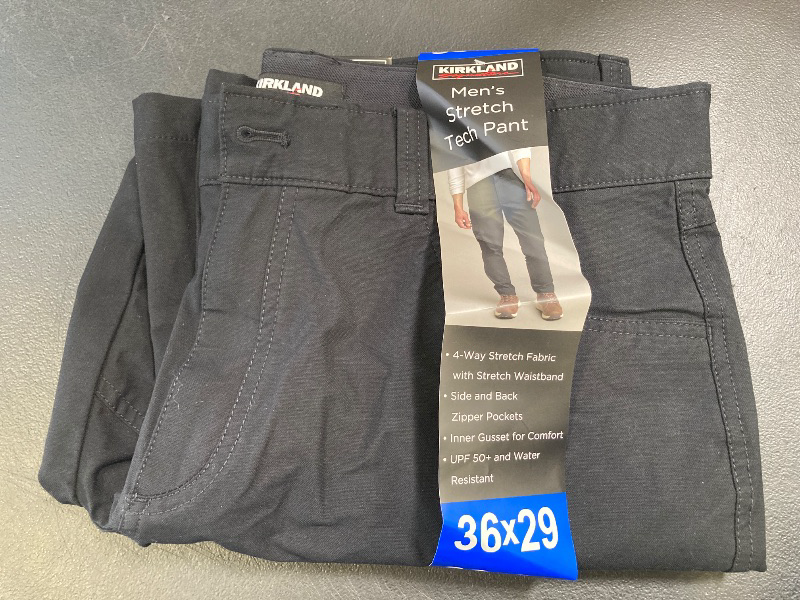 KIRKLAND
KIRKLAND
Men's
Stretch
Tech Pant
• 4-Way Stretch Fabric
with Stretch Waistband
• Side and Back
Zipper Pockets
• Inner Gusset for Comfort
• UPF 50+ and Water
Resistant
36x29